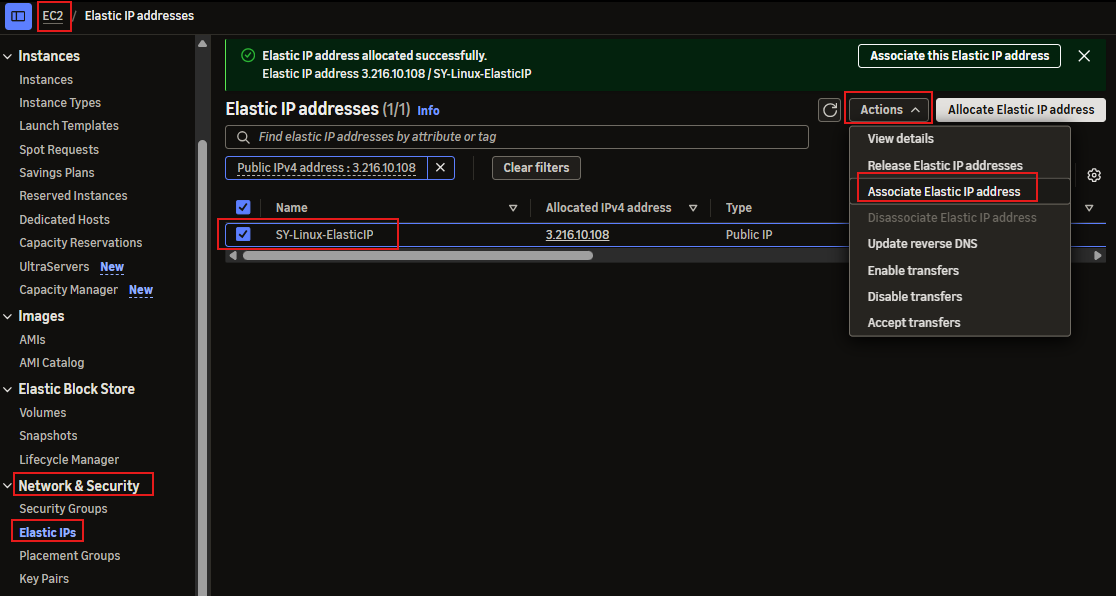 EC2 / Elastic IP addresses
Instances
Instances
Instance Types
Launch Templates
Spot Requests
Savings Plans
Reserved Instances
Dedicated Hosts
Capacity Reservations
UltraServers New
Capacity Manager New
Images
AMIs
AMI Catalog
Elastic Block Store
Volumes
Snapshots
Lifecycle Manager
Network & Security
Security Groups
Elastic IPs
Placement Groups
Key Pairs
Elastic IP address allocated successfully.
Elastic IP address 3.216.10.108 / SY-Linux-ElasticIP
Associate this Elastic IP address
Elastic IP addresses (1/1) Info
Actions
Allocate Elastic IP address
Find elastic IP addresses by attribute or tag
Public IPv4 address : 3.216.10.108
Clear filters
Name Allocated IPv4 address Type
SY-Linux-ElasticIP 3.216.10.108 Public IP
View details
Release Elastic IP addresses
Associate Elastic IP address
Disassociate Elastic IP address
Update reverse DNS
Enable transfers
Disable transfers
Accept transfers